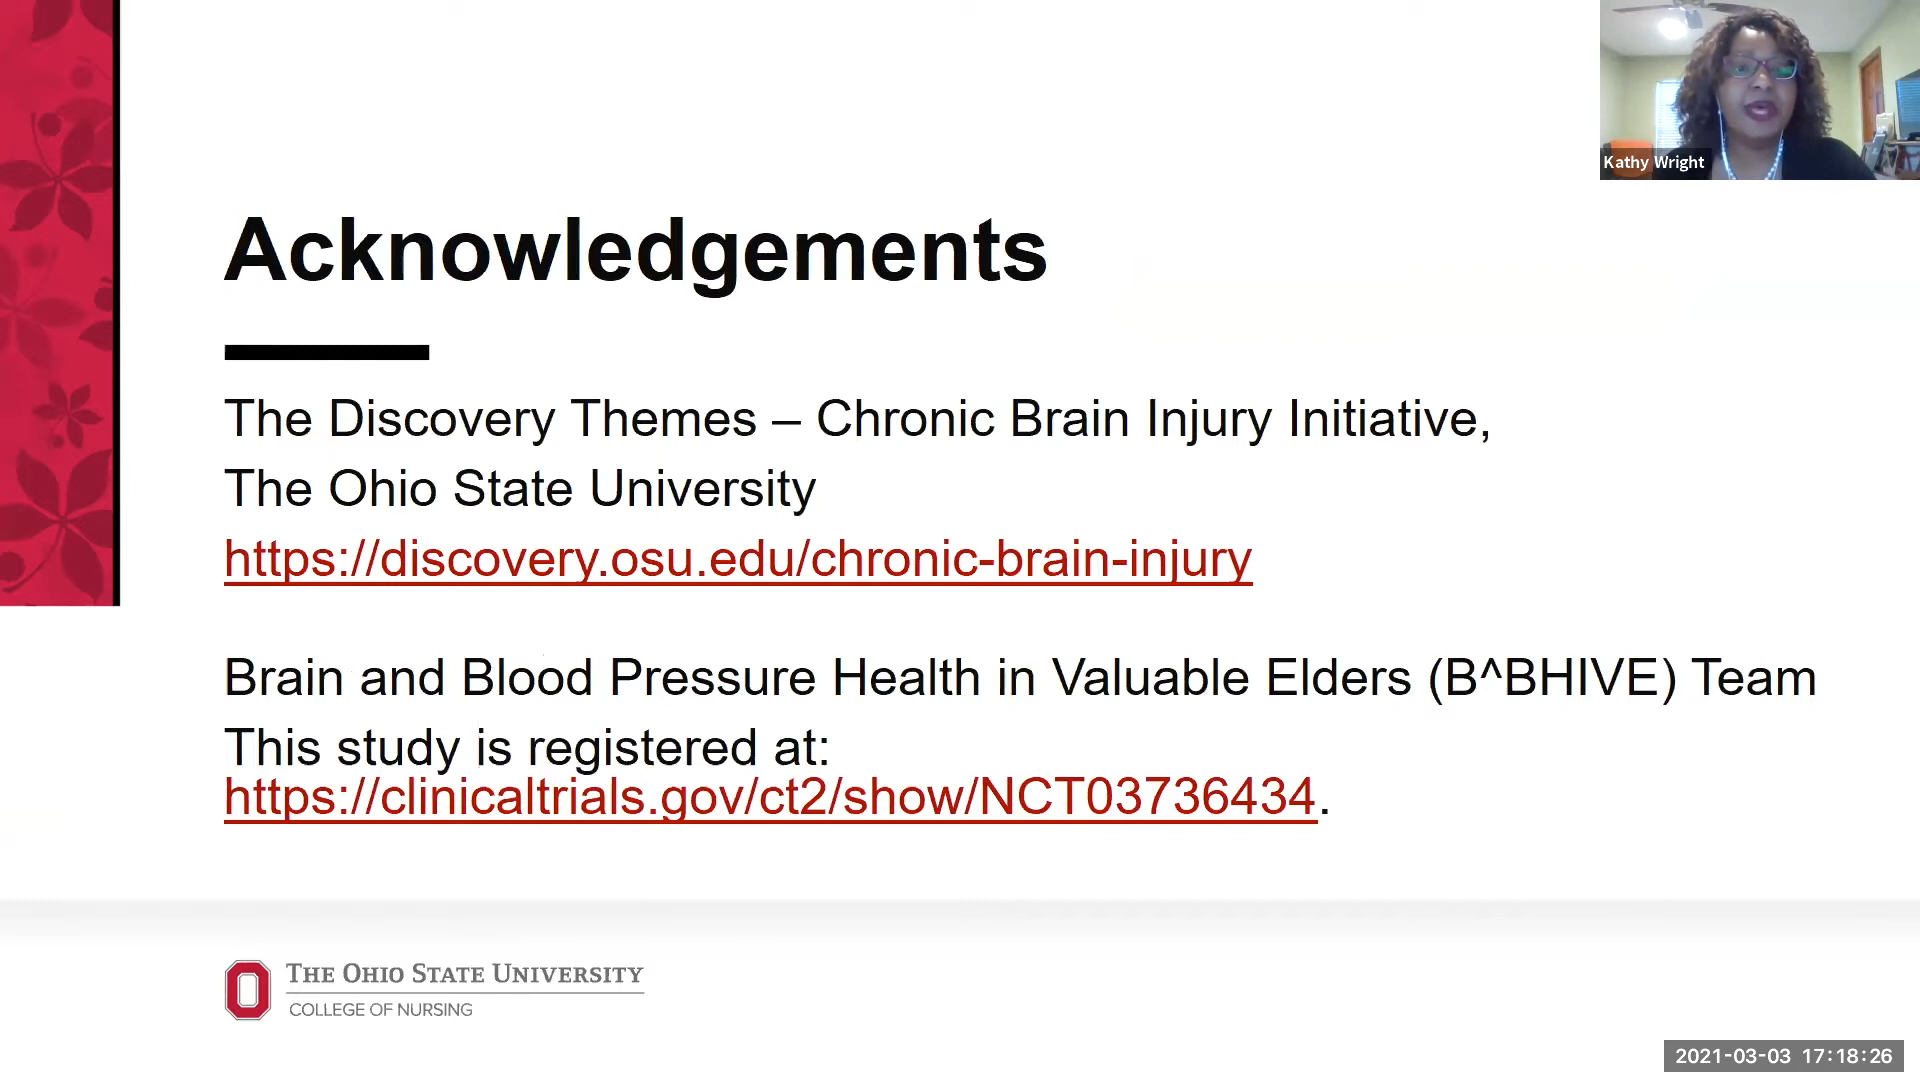 Kathy Wright
Acknowledgements
The Discovery Themes – Chronic Brain Injury Initiative,
The Ohio State University
https://discovery.osu.edu/chronic-brain-injury
Brain and Blood Pressure Health in Valuable Elders (B^BHIVE) Team
This study is registered at:
https://clinicaltrials.gov/ct2/show/NCT03736434.
THE OHIO STATE UNIVERSITY
COLLEGE OF NURSING
2021-03-03 17:18:26